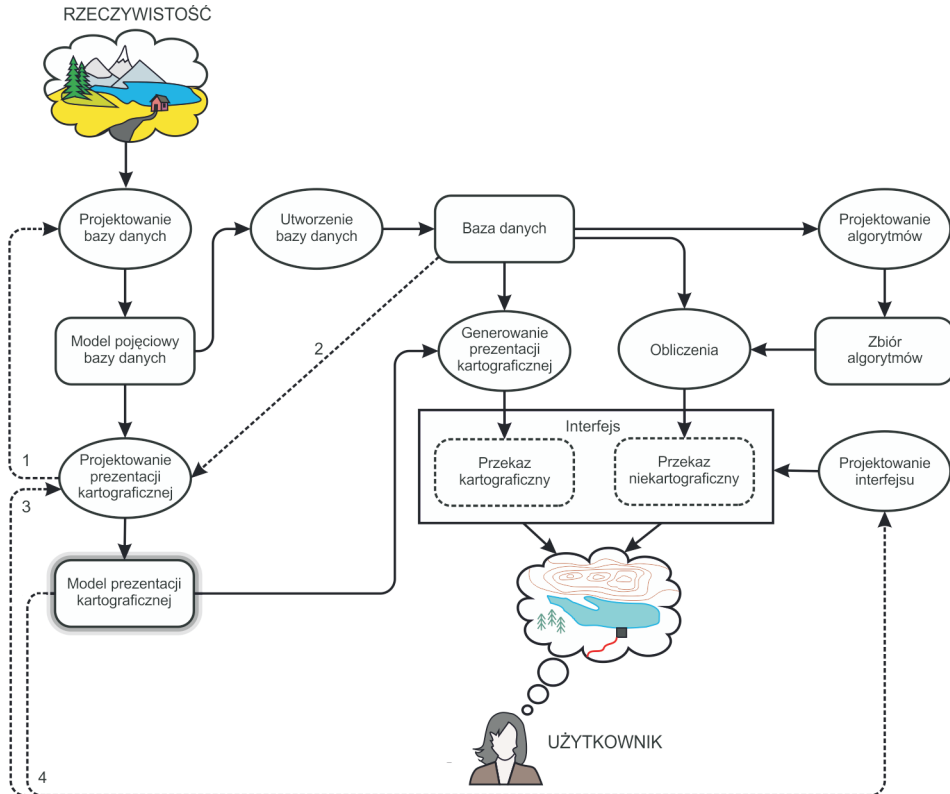 RZECZYWISTOŚĆ
Projektowanie
bazy danych
Utworzenie
bazy danych
Baza danych
Projektowanie
algorytmów
Model pojęciowy
bazy danych
2
Generowanie
prezentacji
kartograficznej
Obliczenia
Zbiór
algorytmów
Interfejs
1
Projektowanie
prezentacji
kartograficznej
Przekaz
kartograficzny
Przekaz
niekartograficzny
Projektowanie
interfejsu
3
Model prezentacji
kartograficznej
UŻYTKOWNIK
4